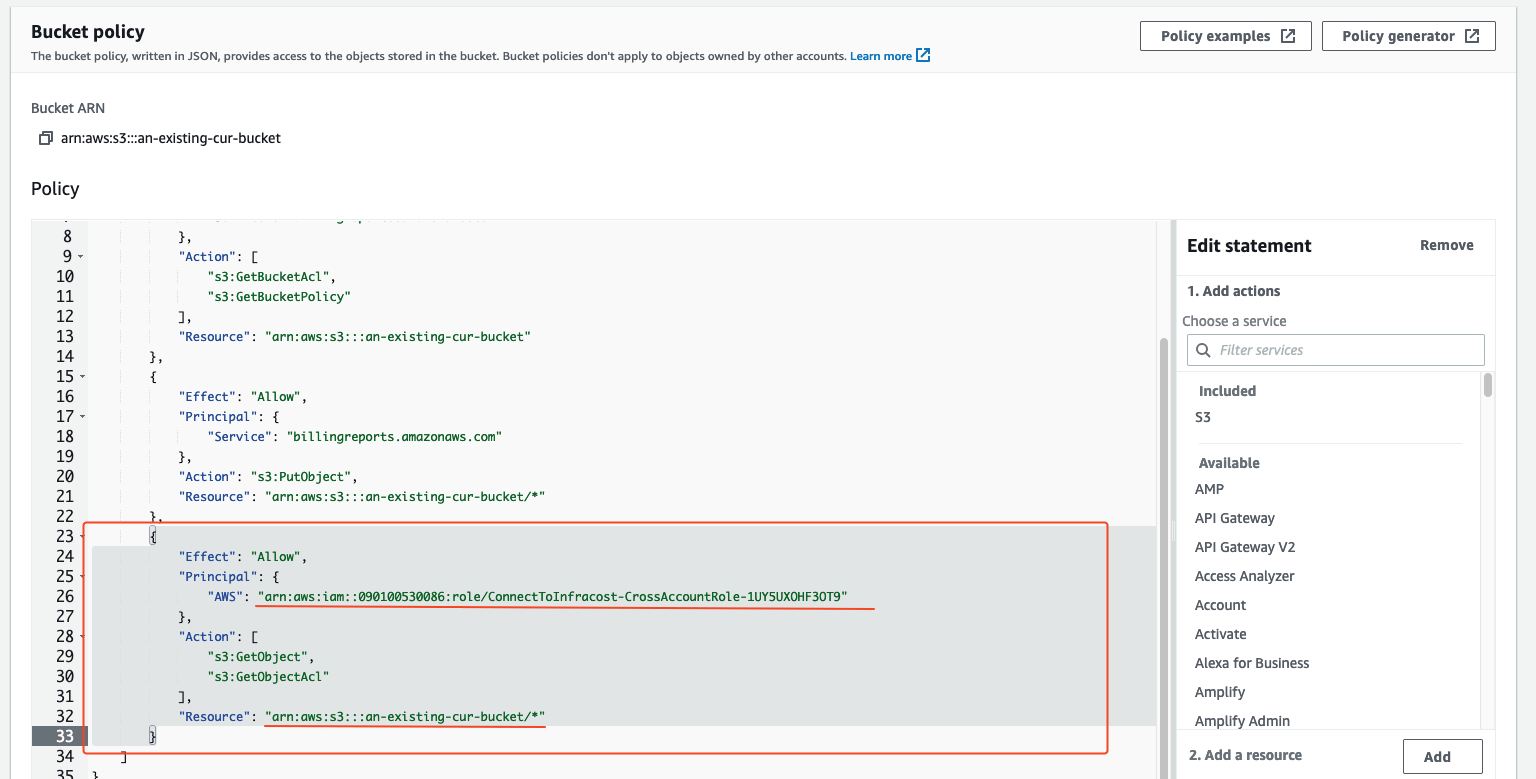 Bucket policy
Policy examples
Policy generator
The bucket policy, written in JSON, provides access to the objects stored in the bucket. Bucket policies don't apply to objects owned by other accounts. Learn more
Bucket ARN
arn:aws:s3:::an-existing-cur-bucket
Policy
8 },
9 "Action": [
10 "s3:GetBucketAcl",
11 "s3:GetBucketPolicy"
12 ],
13 "Resource": "arn:aws:s3:::an-existing-cur-bucket"
14 },
15 {
16 "Effect": "Allow",
17 "Principal": {
18 "Service": "billingreports.amazonaws.com"
19 },
20 "Action": "s3:PutObject",
21 "Resource": "arn:aws:s3:::an-existing-cur-bucket/*"
22 },
23 {
24 "Effect": "Allow",
25 "Principal": {
26 "AWS": "arn:aws:iam::090100530086:role/ConnectToInfracost-CrossAccountRole-1UY5UXOHF3OT9"
27 },
28 "Action": [
29 "s3:GetObject",
30 "s3:GetObjectAcl"
31 ],
32 "Resource": "arn:aws:s3:::an-existing-cur-bucket/*"
33 }
34 ]
35 }
Edit statement
Remove
1. Add actions
Choose a service
Filter services
Included
S3
Available
AMP
API Gateway
API Gateway V2
Access Analyzer
Account
Activate
Alexa for Business
Amplify
Amplify Admin
2. Add a resource
Add